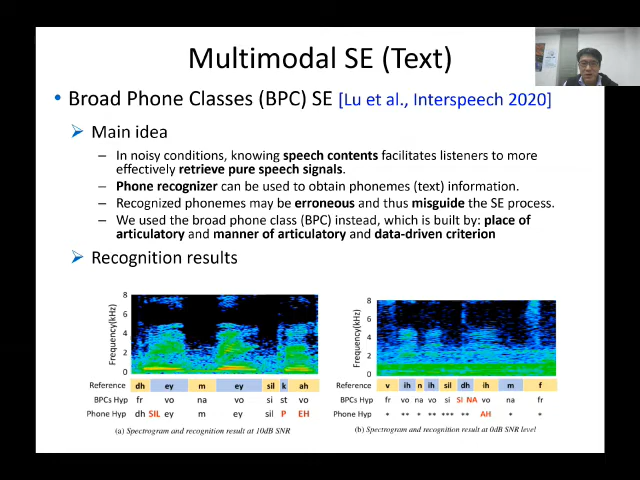 Multimodal SE (Text)
• Broad Phone Classes (BPC) SE [Lu et al., Interspeech 2020]
➤ Main idea
– In noisy conditions, knowing speech contents facilitates listeners to more
effectively retrieve pure speech signals.
– Phone recognizer can be used to obtain phonemes (text) information.
– Recognized phonemes may be erroneous and thus misguide the SE process.
– We used the broad phone class (BPC) instead, which is built by: place of
articulatory and manner of articulatory and data-driven criterion
➤ Recognition results
Frequency(kHz)
8
6
4
2
0
Reference dh ey m ey sil k ah
BPCs Hyp fr vo na vo si st vo
Phone Hyp dh SIL ey m ey sil P EH
(a) Spectrogram and recognition result at 10dB SNR
Frequency(kHz)
8
6
4
2
0
Reference v ih n ih sil dh ih m f
BPCs Hyp fr vo na vo si SI NA vo na fr
Phone Hyp * ** * ** *** ** AH * *
(b) Spectrogram and recognition result at 0dB SNR level